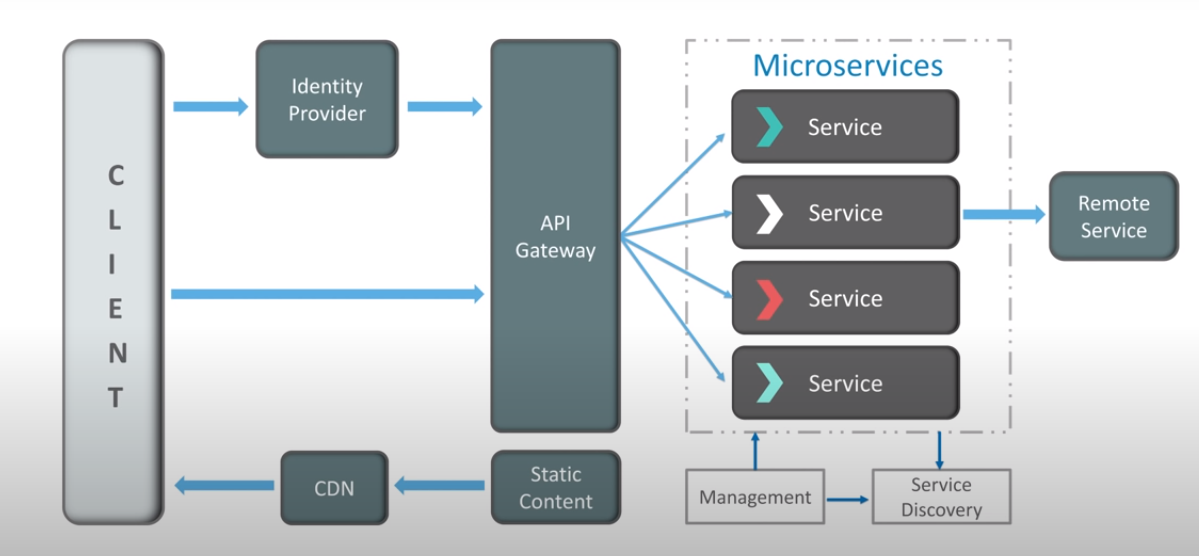 C
L
I
E
N
T
Identity
Provider
API
Gateway
Microservices
Service
Service
Service
Service
Remote
Service
CDN
Static
Content
Management
Service
Discovery